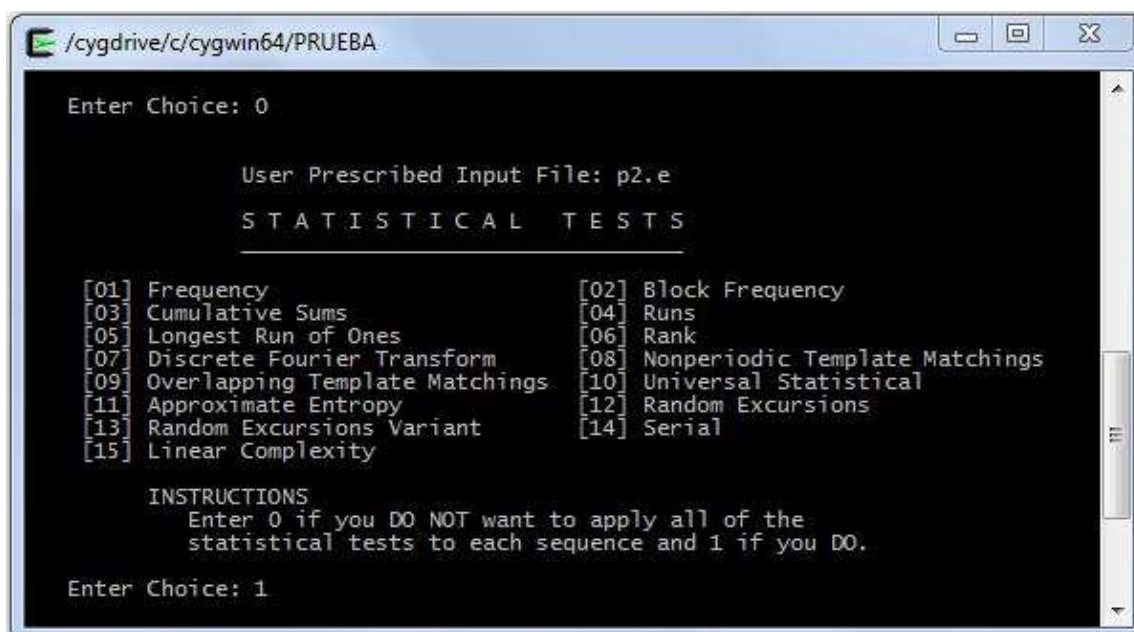 /cygdrive/c/cygwin64/PRUEBA
Enter Choice: 0
User Prescribed Input File: p2.e
S T A T I S T I C A L   T E S T S
[01] Frequency [02] Block Frequency
[03] Cumulative Sums [04] Runs
[05] Longest Run of Ones [06] Rank
[07] Discrete Fourier Transform [08] Nonperiodic Template Matchings
[09] Overlapping Template Matchings [10] Universal Statistical
[11] Approximate Entropy [12] Random Excursions
[13] Random Excursions Variant [14] Serial
[15] Linear Complexity
INSTRUCTIONS
Enter 0 if you DO NOT want to apply all of the
statistical tests to each sequence and 1 if you DO.
Enter Choice: 1